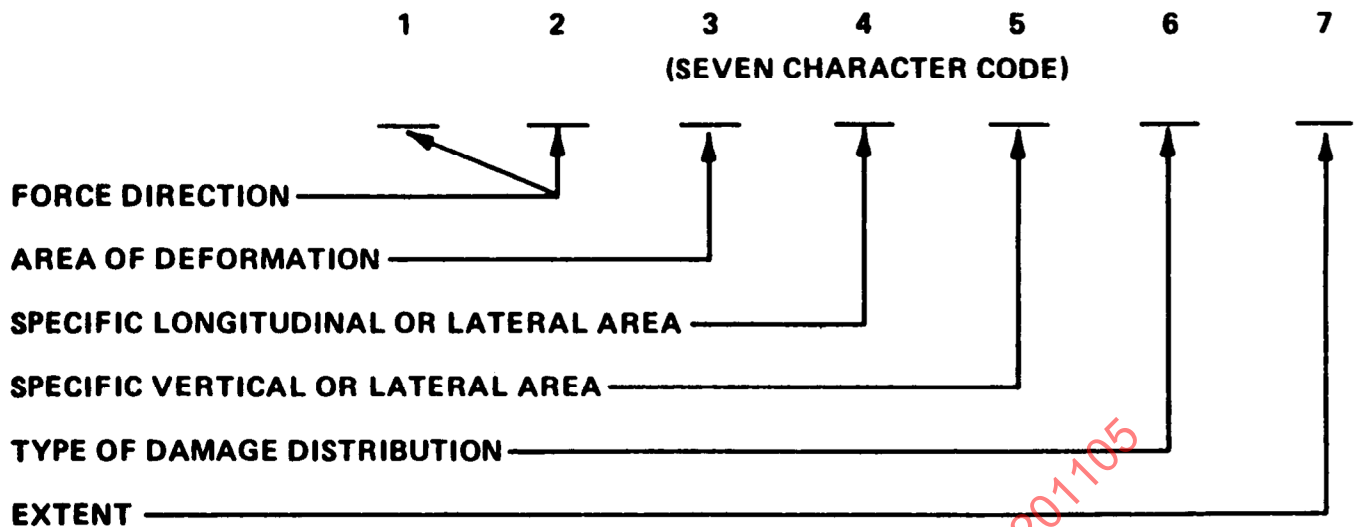 1 2 3 4 5 6 7
(SEVEN CHARACTER CODE)
FORCE DIRECTION
AREA OF DEFORMATION
SPECIFIC LONGITUDINAL OR LATERAL AREA
SPECIFIC VERTICAL OR LATERAL AREA
TYPE OF DAMAGE DISTRIBUTION
201105
EXTENT